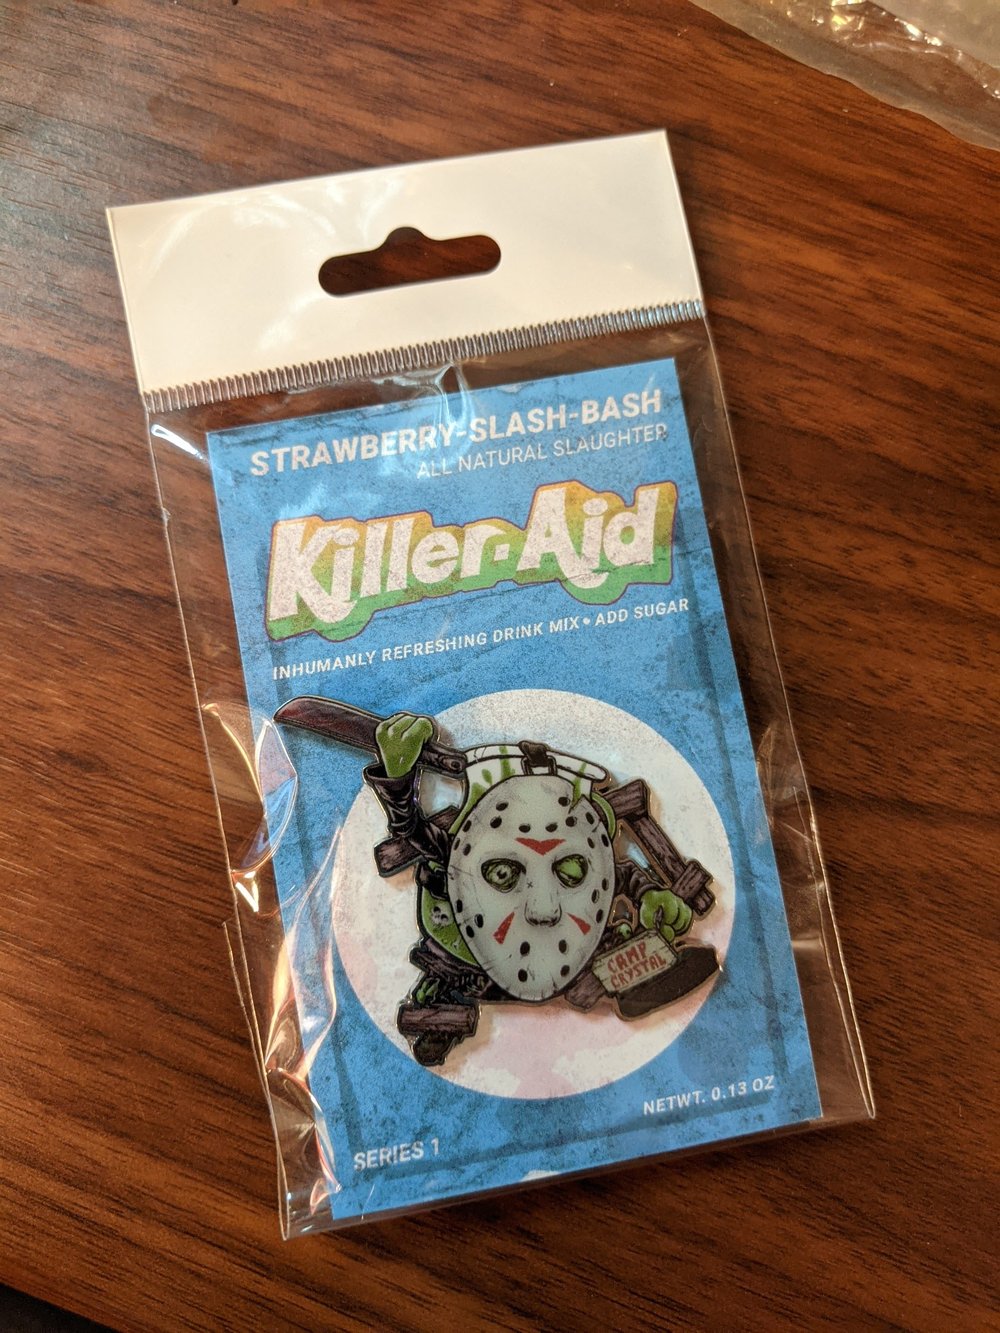 STRAWBERRY-SLASH-BASH
ALL NATURAL SLAUGHTER
Killer-Aid
INHUMANLY REFRESHING DRINK MIX • ADD SUGAR
CAMP
CRYSTAL
NETWT. 0.13 OZ
SERIES 1